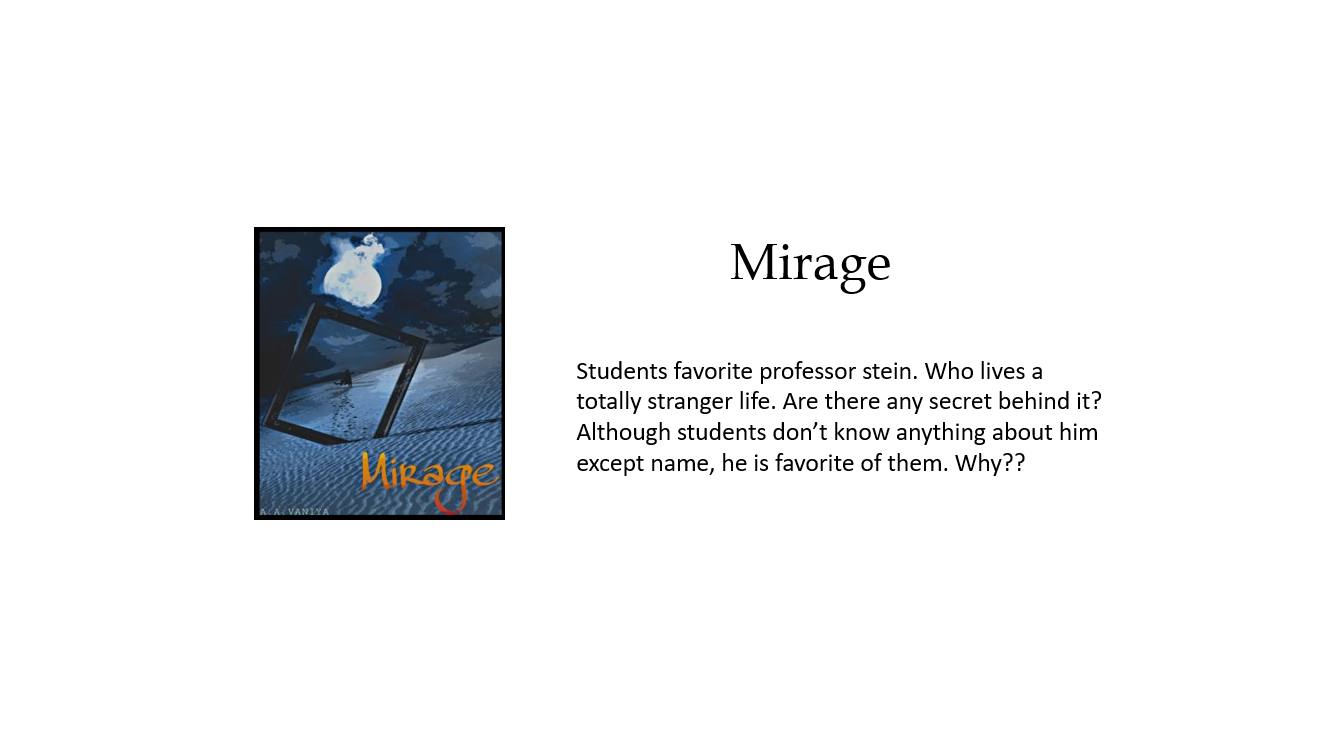 Mirage
Students favorite professor stein. Who lives a
totally stranger life. Are there any secret behind it?
Although students don’t know anything about him
except name, he is favorite of them. Why??
Mirage
A.A.VANIYA